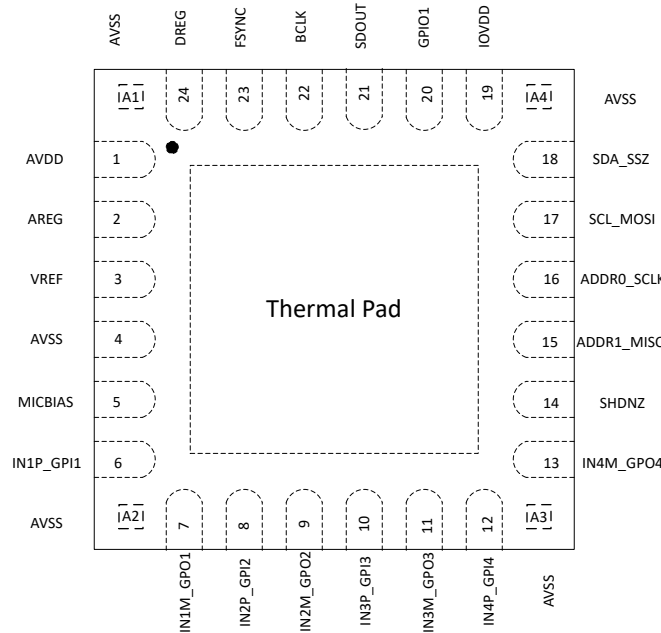 AVSS
DREG
FSYNC
BCLK
SDOUT
GPIO1
IOVDD
A1
24
23
22
21
20
19
A4
AVSS
AVDD
1
18
SDA_SSZ
AREG
2
17
SCL_MOSI
VREF
3
16
ADDR0_SCLK
Thermal Pad
AVSS
4
15
ADDR1_MISO
MICBIAS
5
14
SHDNZ
IN1P_GPI1
6
13
IN4M_GPO4
AVSS
A2
7
8
9
10
11
12
A3
IN1M_GPO1
IN2P_GPI2
IN2M_GPO2
IN3P_GPI3
IN3M_GPO3
IN4P_GPI4
AVSS